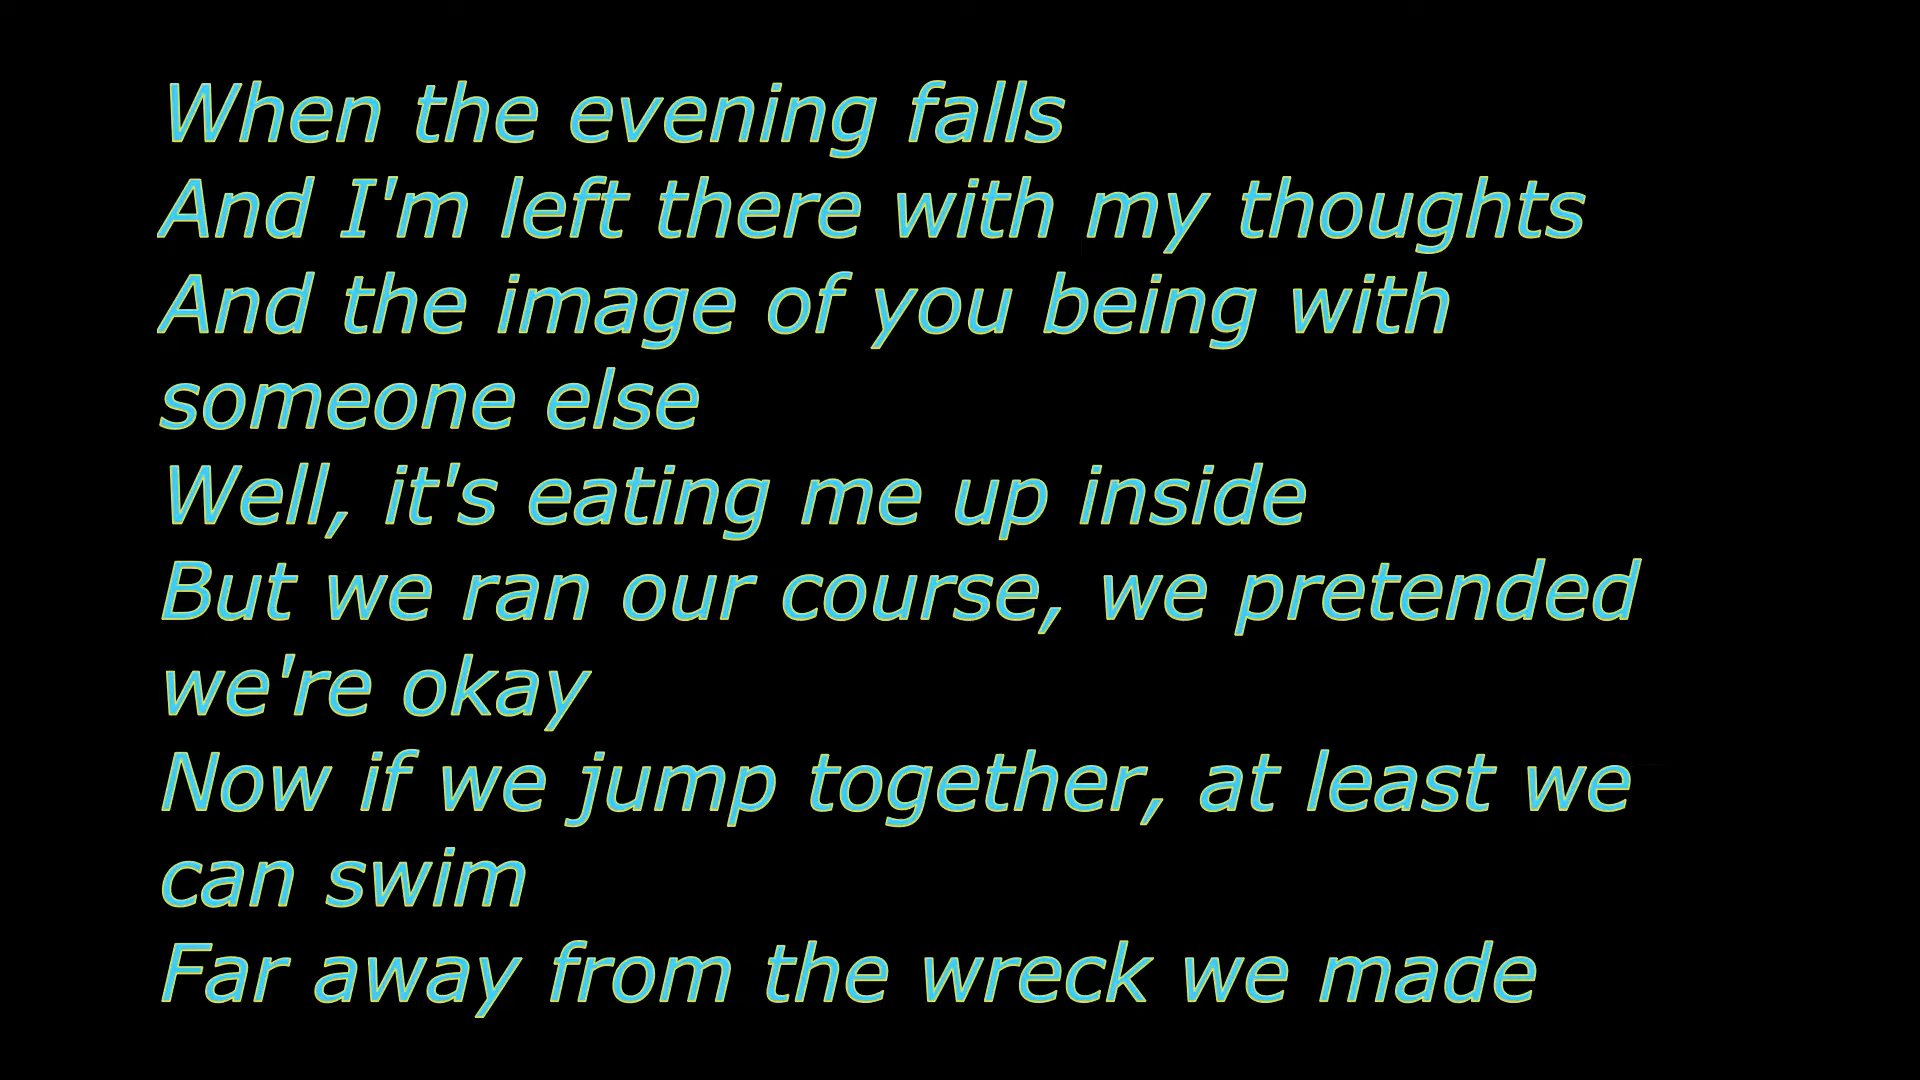 When the evening falls
And I'm left there with my thoughts
And the image of you being with
someone else
Well, it's eating me up inside
But we ran our course, we pretended
we're okay
Now if we jump together, at least we
can swim
Far away from the wreck we made